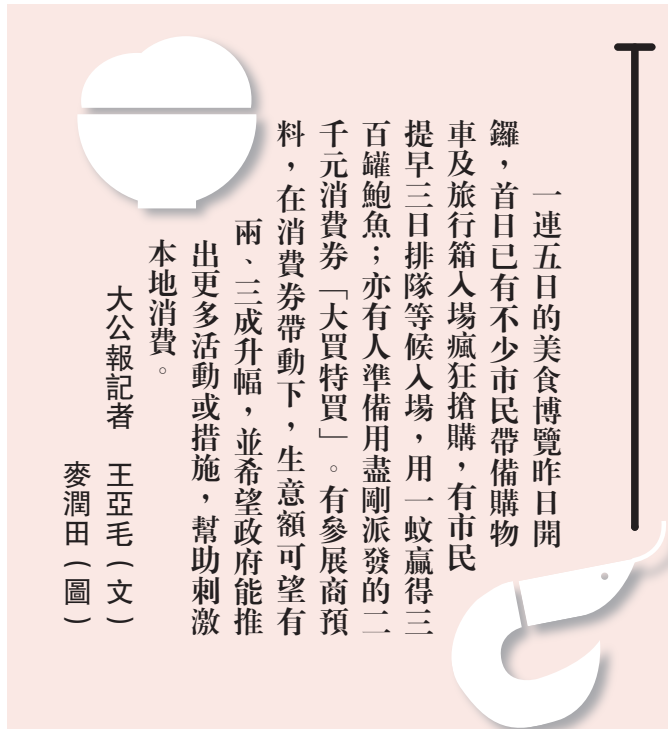 一連五日的美食博覽昨日開
鑼，首日已有不少市民帶備購物
車及旅行箱入場瘋狂搶購，有市民
提早三日排隊等候入場，用一蚊贏得三
百罐鮑魚；亦有人準備用盡剛派發的二
千元消費券「大買特買」。有參展商預
料，在消費券帶動下，生意額可望有
兩、三成升幅，並希望政府能推
出更多活動或措施，幫助刺激
本地消費。
大公報記者　王亞毛（文）
麥潤田（圖）